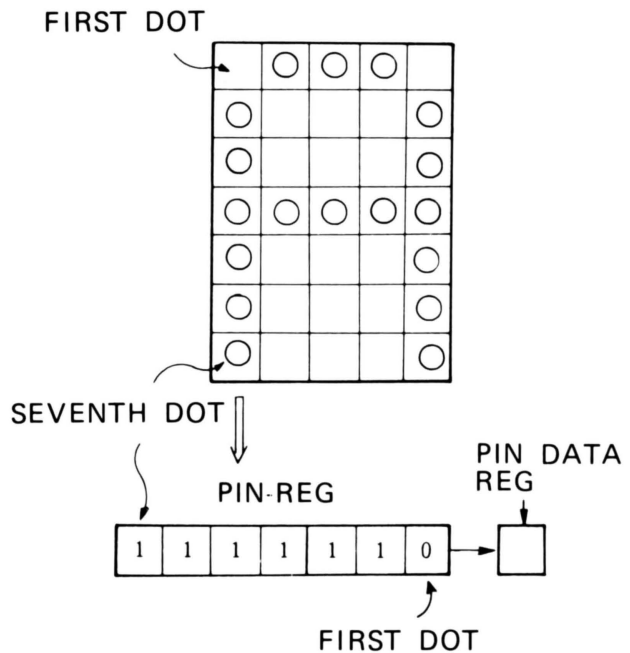 FIRST DOT
SEVENTH DOT
PIN DATA
REG
PIN-REG
1 1 1 1 1 1 0
FIRST DOT